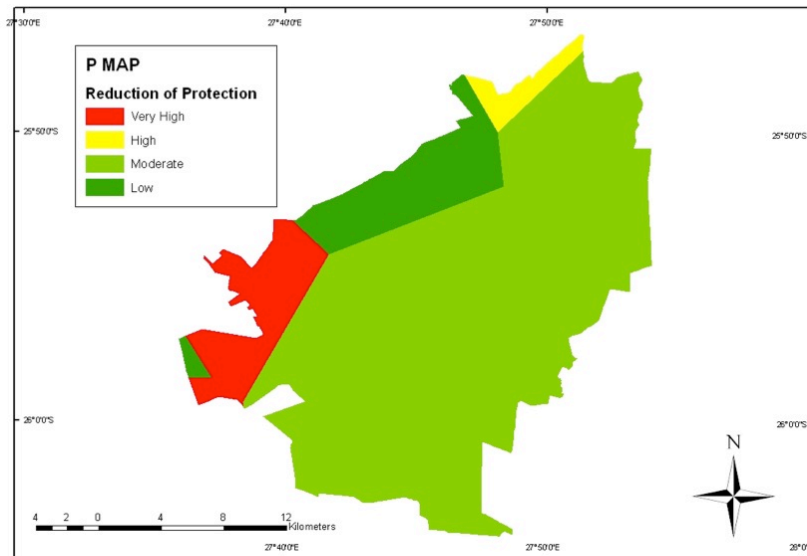 27°30'0"E 27°40'0"E 27°50'0"E
P MAP
Reduction of Protection
Very High
High
Moderate
Low
25°50'0"S 25°50'0"S
26°0'0"S 26°0'0"S
N
4 2 0 4 8 12
Kilometers
27°40'0"E 27°50'0"E